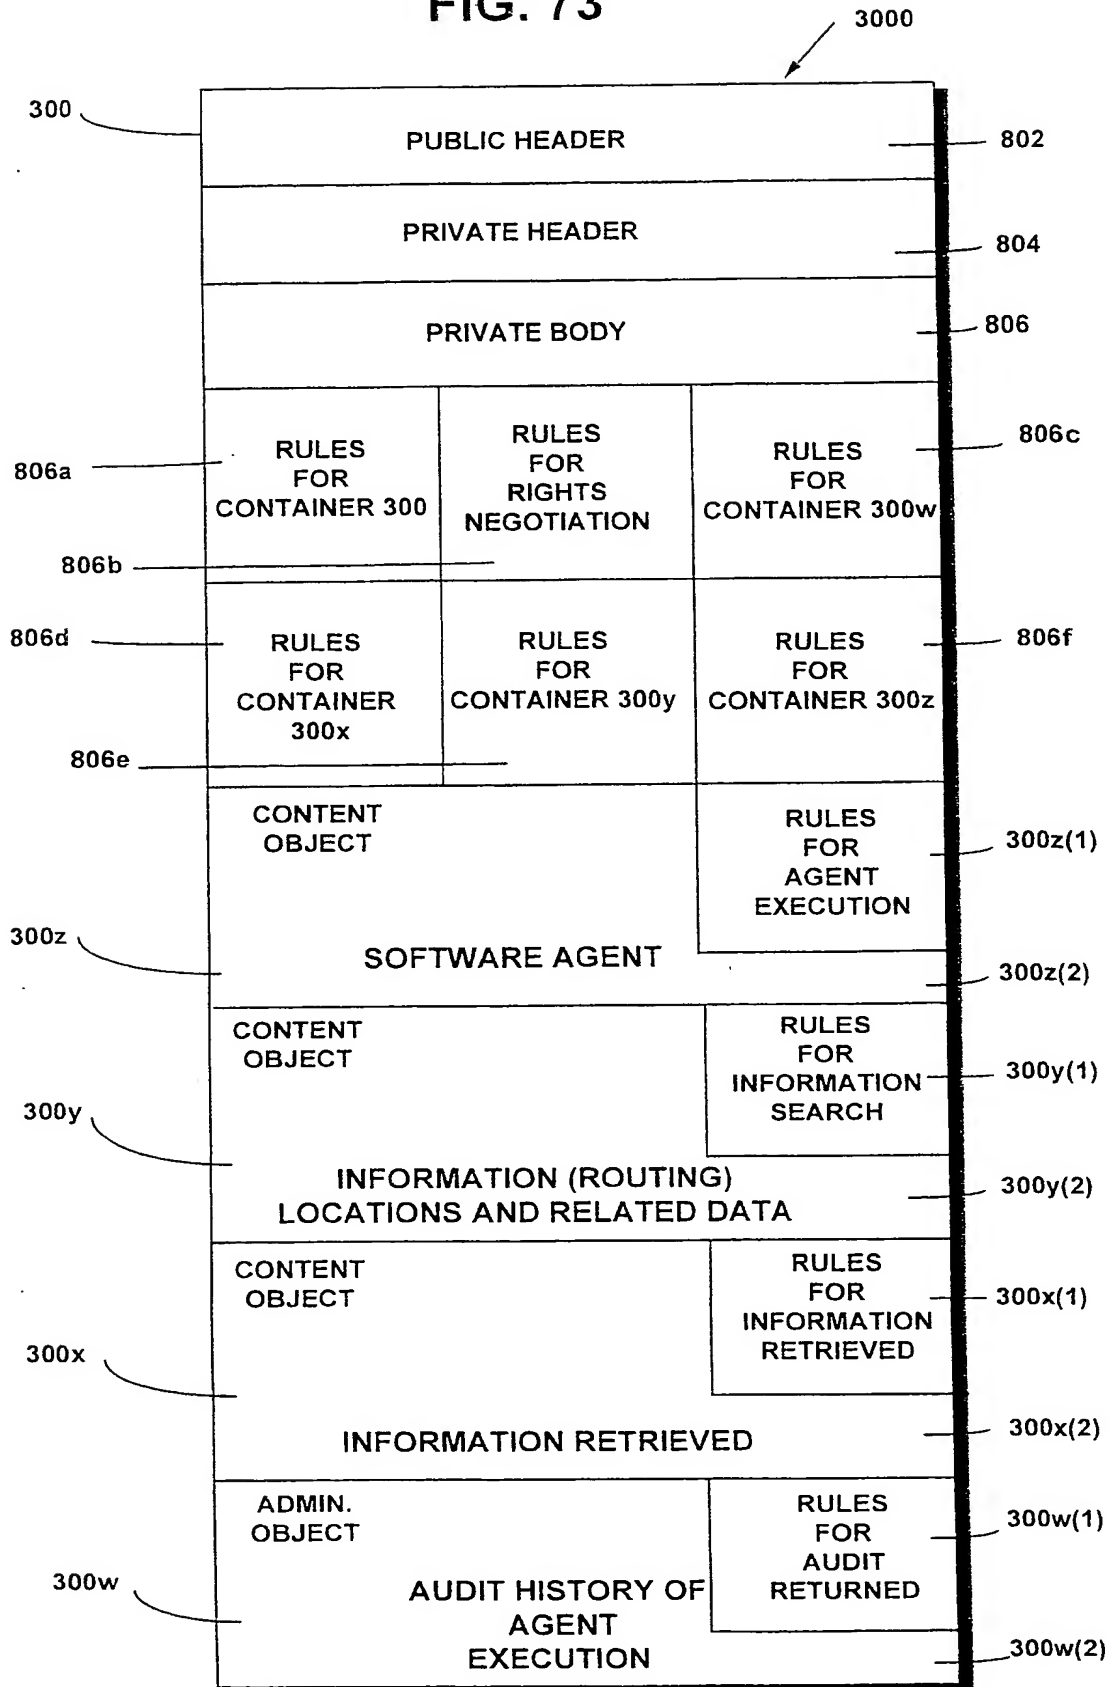 FIG. 73
3000
300
PUBLIC HEADER
802
PRIVATE HEADER
804
PRIVATE BODY
806
806a
RULES
FOR
CONTAINER 300
RULES
FOR
RIGHTS
NEGOTIATION
806b
RULES
FOR
CONTAINER 300w
806c
806d
RULES
FOR
CONTAINER
300x
RULES
FOR
CONTAINER 300y
806e
RULES
FOR
CONTAINER 300z
806f
CONTENT
OBJECT
RULES
FOR
AGENT
EXECUTION
300z(1)
300z
SOFTWARE AGENT
300z(2)
CONTENT
OBJECT
RULES
FOR
INFORMATION
SEARCH
300y(1)
300y
INFORMATION (ROUTING)
LOCATIONS AND RELATED DATA
300y(2)
CONTENT
OBJECT
RULES
FOR
INFORMATION
RETRIEVED
300x(1)
300x
INFORMATION RETRIEVED
300x(2)
ADMIN.
OBJECT
RULES
FOR
AUDIT
RETURNED
300w(1)
300w
AUDIT HISTORY OF
AGENT
EXECUTION
300w(2)